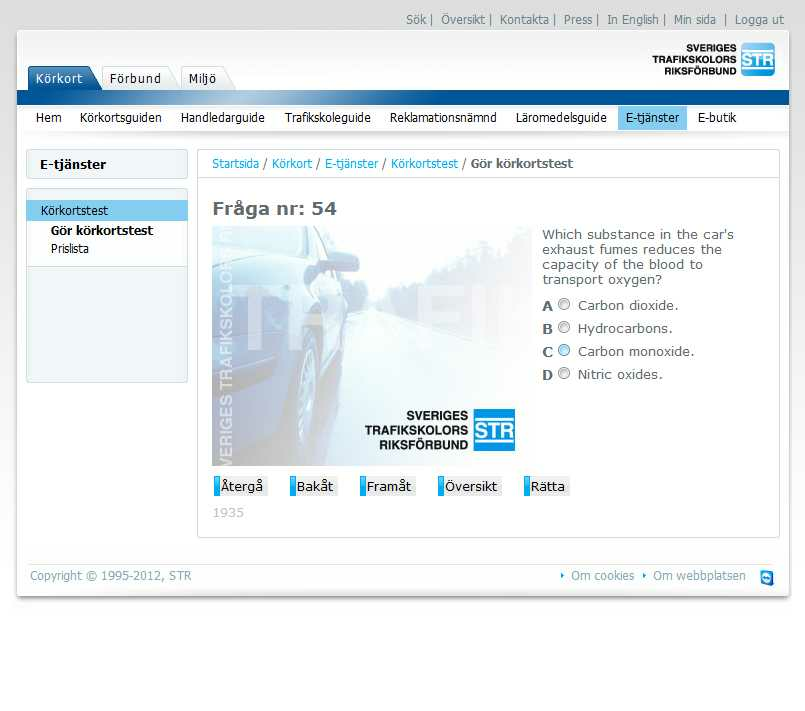 Sök | Översikt | Kontakta | Press | In English | Min sida | Logga ut
SVERIGES
TRAFIKSKOLORS
RIKSFÖRBUND
STR
Körkort Förbund Miljö
Hem Körkortsguiden Handledarguide Trafikskoleguide Reklamationsnämnd Läromedelsguide E-tjänster E-butik
E-tjänster
Körkortstest
Gör körkortstest
Prislista
Startsida / Körkort / E-tjänster / Körkortstest / Gör körkortstest
Fråga nr: 54
VERIGES TRAFIKSKOLORS
TRAFI
SVERIGES
TRAFIKSKOLORS
RIKSFÖRBUND
STR
Which substance in the car's
exhaust fumes reduces the
capacity of the blood to
transport oxygen?
A Carbon dioxide.
B Hydrocarbons.
C Carbon monoxide.
D Nitric oxides.
Återgå Bakåt Framåt Översikt Rätta
1935
Copyright © 1995-2012, STR
Om cookies Om webbplatsen